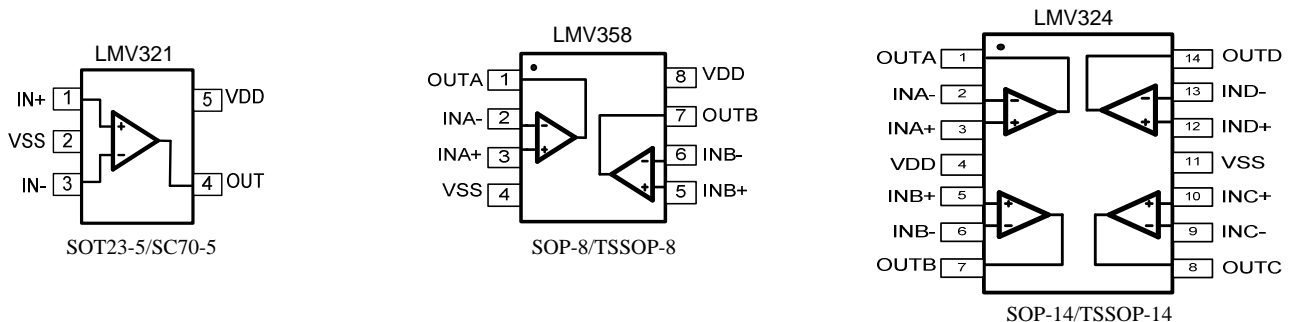 LMV321
IN+ 1
5 VDD
VSS 2
IN- 3
4 OUT
+
-
SOT23-5/SC70-5
LMV358
OUTA 1
8 VDD
INA- 2
7 OUTB
INA+ 3
6 INB-
VSS 4
5 INB+
-
+
-
+
SOP-8/TSSOP-8
LMV324
OUTA 1
14 OUTD
INA- 2
13 IND-
INA+ 3
12 IND+
VDD 4
11 VSS
INB+ 5
10 INC+
INB- 6
9 INC-
OUTB 7
8 OUTC
-
+
-
+
+
-
+
-
SOP-14/TSSOP-14